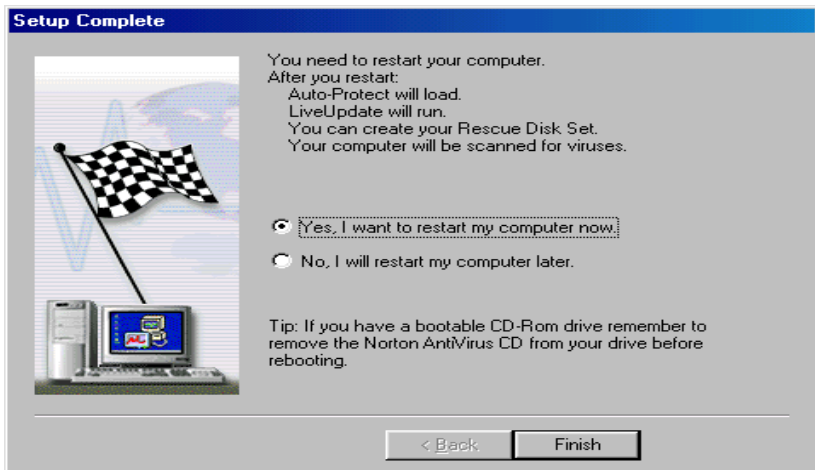 Setup Complete
You need to restart your computer.
After you restart:
Auto-Protect will load.
LiveUpdate will run.
You can create your Rescue Disk Set.
Your computer will be scanned for viruses.
Yes, I want to restart my computer now.
No, I will restart my computer later.
Tip: If you have a bootable CD-Rom drive remember to
remove the Norton AntiVirus CD from your drive before
rebooting.
< Back
Finish